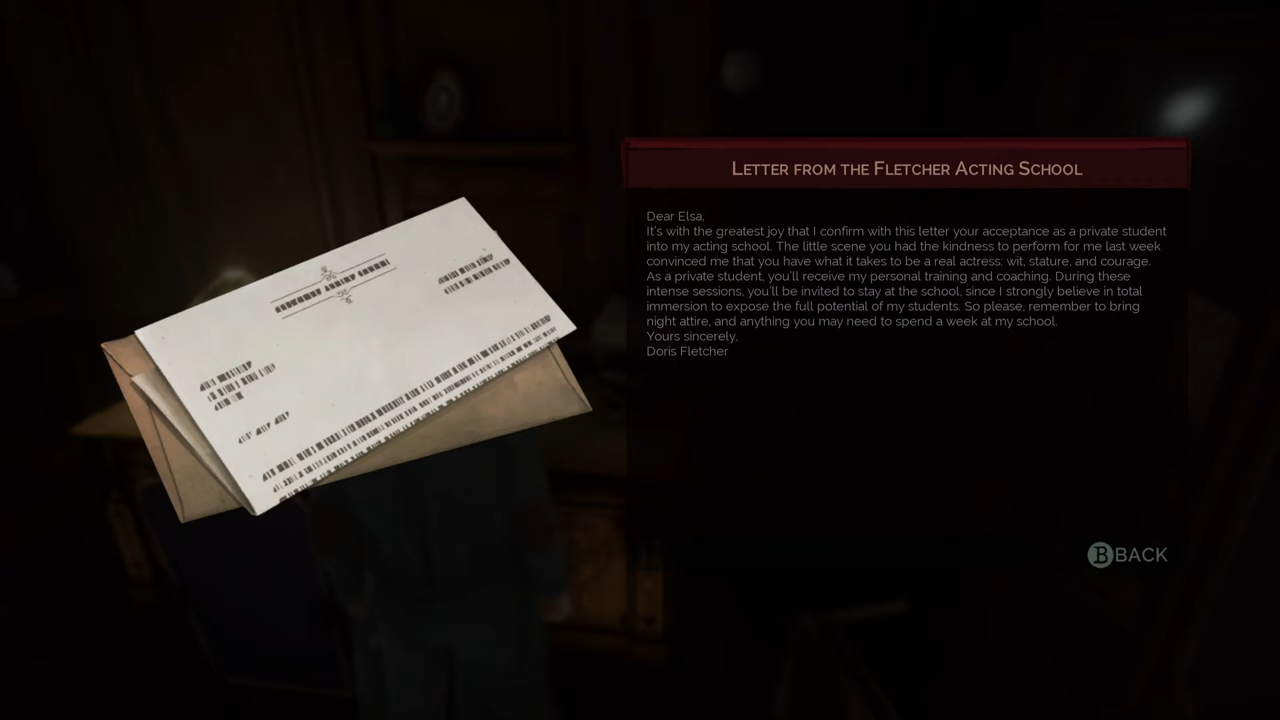 Letter from the Fletcher Acting School
Dear Elsa,
It's with the greatest joy that I confirm with this letter your acceptance as a private student
into my acting school. The little scene you had the kindness to perform for me last week
convinced me that you have what it takes to be a real actress: wit, stature, and courage.
As a private student, you'll receive my personal training and coaching. During these
intense sessions, you'll be invited to stay at the school, since I strongly believe in total
immersion to expose the full potential of my students. So please, remember to bring
night attire, and anything you may need to spend a week at my school.
Yours sincerely,
Doris Fletcher
B BACK